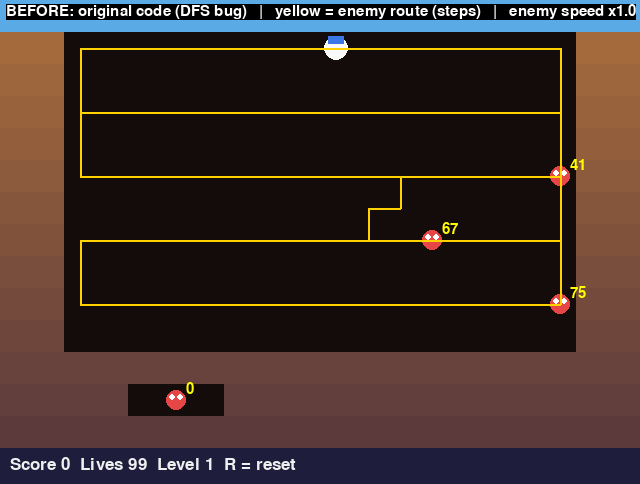 BEFORE: original code (DFS bug) | yellow = enemy route (steps) | enemy speed x1.0
41
67
75
0
Score 0 Lives 99 Level 1 R = reset